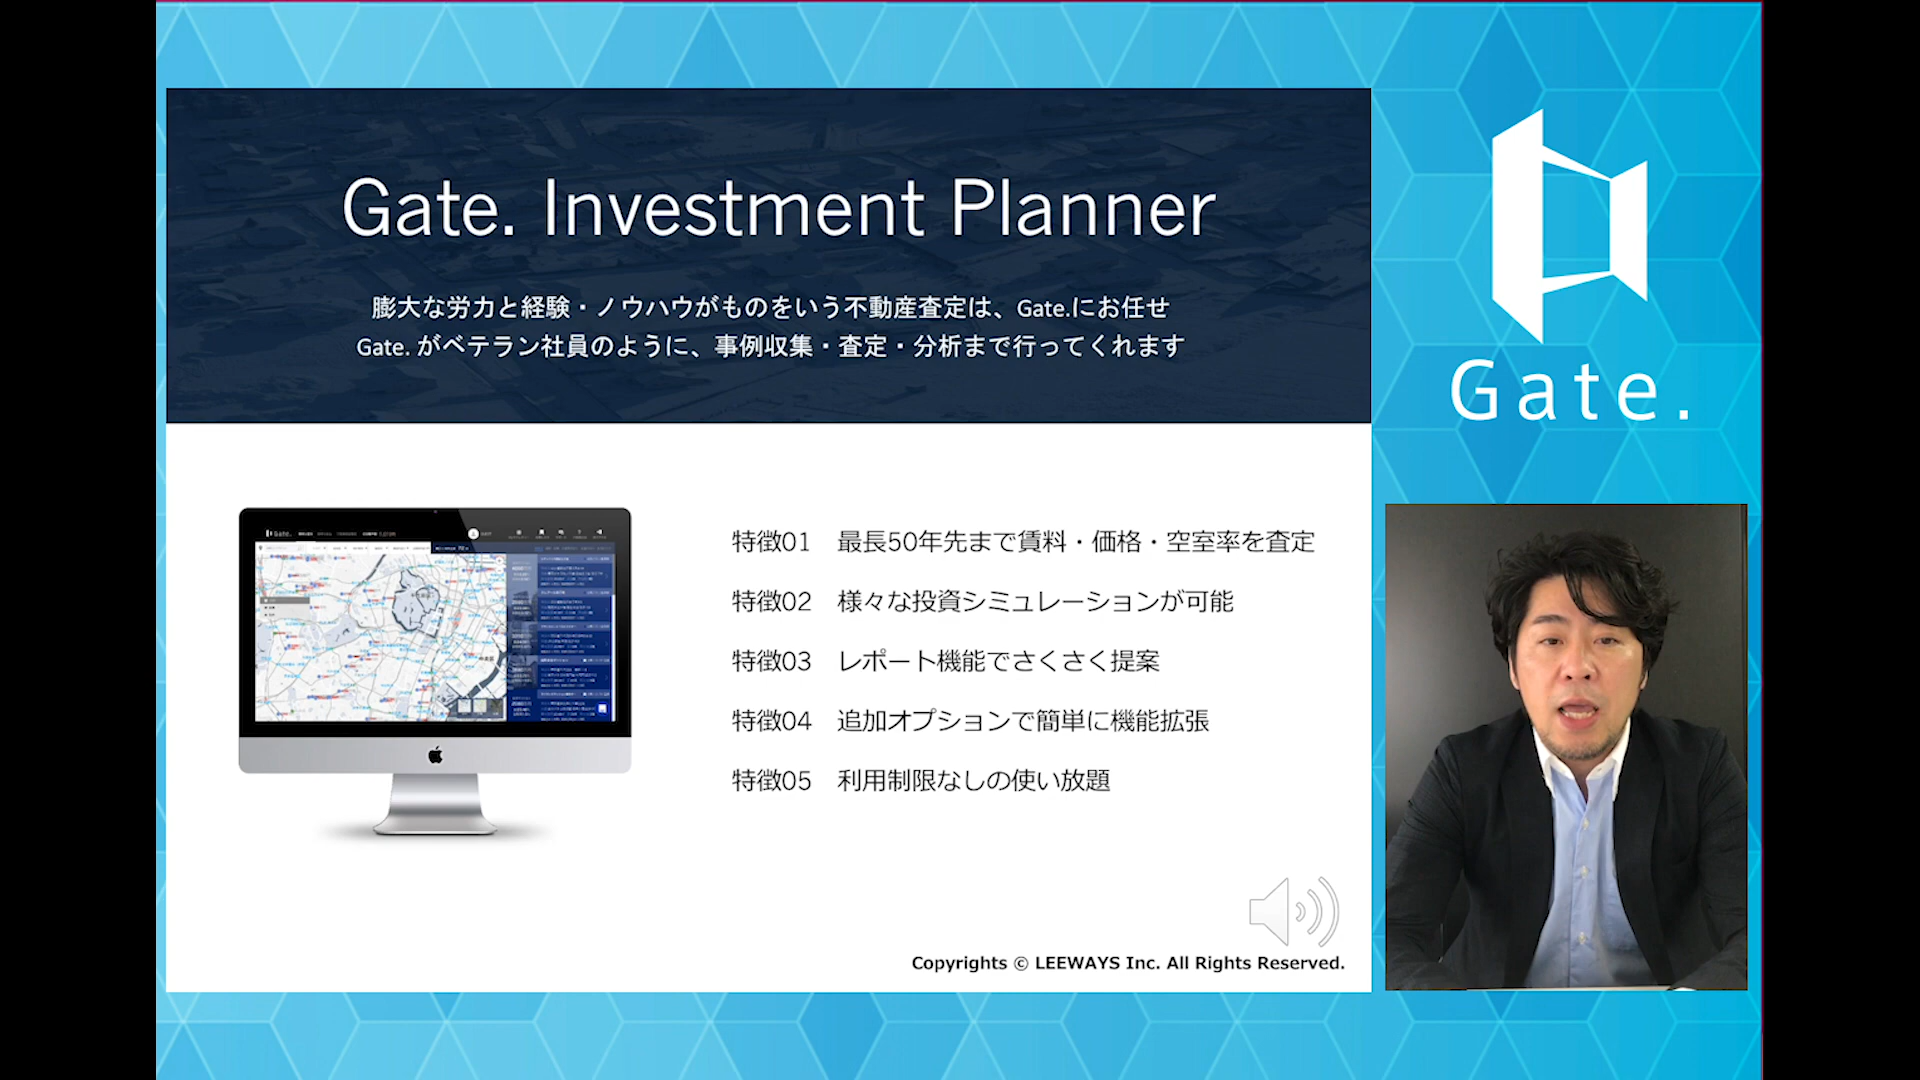 Gate. Investment Planner
膨大な労力と経験・ノウハウがものをいう不動産査定は、Gate.にお任せ
Gate. がベテラン社員のように、事例収集・査定・分析まで行ってくれます
Gate.
Gate.
特徴01 最長50年先まで賃料・価格・空室率を査定
特徴02 様々な投資シミュレーションが可能
特徴03 レポート機能でさくさく提案
特徴04 追加オプションで簡単に機能拡張
特徴05 利用制限なしの使い放題
Copyrights © LEEWAYS Inc. All Rights Reserved.